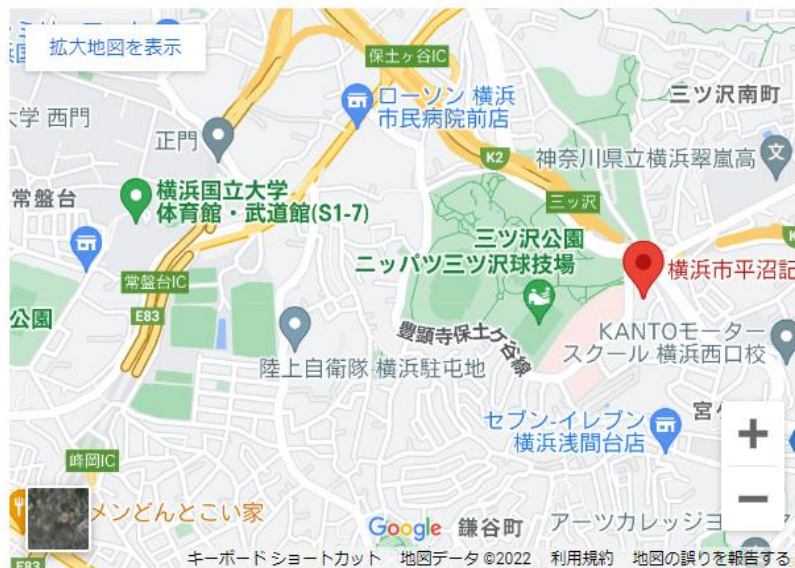 拡大地図を表示
保土ヶ谷IC
ローソン 横浜
市民病院前店
三ツ沢南町
大学 西門
正門
K2
神奈川県立横浜翠嵐高
文
常盤台
横浜国立大学
体育館・武道館(S1-7)
三ッ沢
三ツ沢公園
ニッパツ三ツ沢球技場
横浜市平沼記
常盤台IC
E83
公園
豊顕寺保土ケ谷線
KANTOモーター
スクール 横浜西口校
陸上自衛隊 横浜駐屯地
セブン-イレブン
横浜浅間台店
宮
+
峰岡IC
−
メンどんとこい家
Google
鎌谷町
アーツカレッジヨ
E83
キーボード ショートカット
地図データ ©2022
利用規約
地図の誤りを報告する